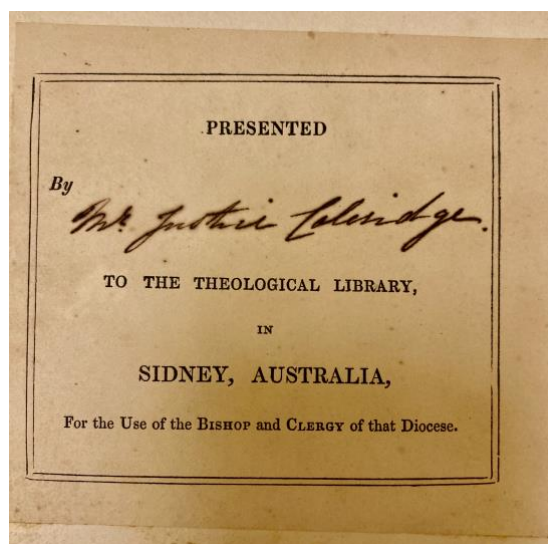 PRESENTED
By
Mr. Justice Coleridge.
TO THE THEOLOGICAL LIBRARY,
IN
SIDNEY, AUSTRALIA,
For the Use of the BISHOP and CLERGY of that Diocese.